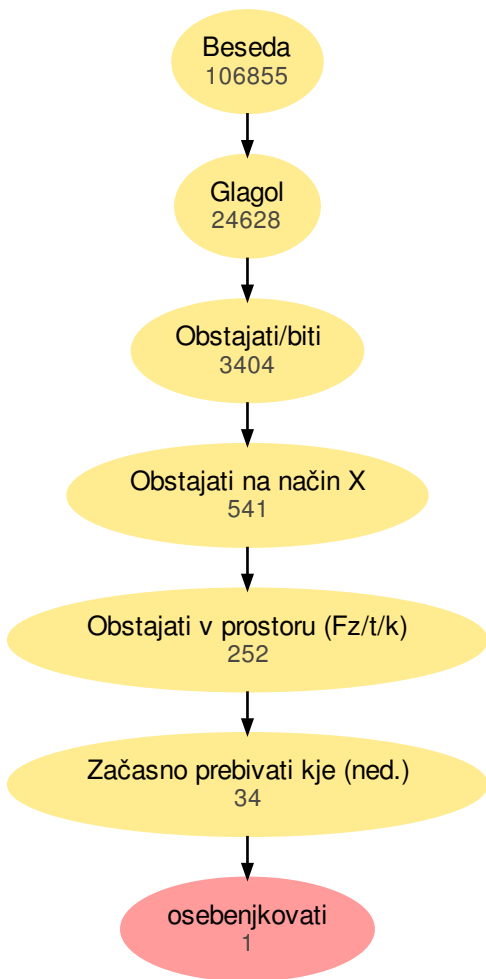 Beseda
106855
Glagol
24628
Obstajati/biti
3404
Obstajati na način X
541
Obstajati v prostoru (Fz/t/k)
252
Začasno prebivati kje (ned.)
34
osebenjkovati
1